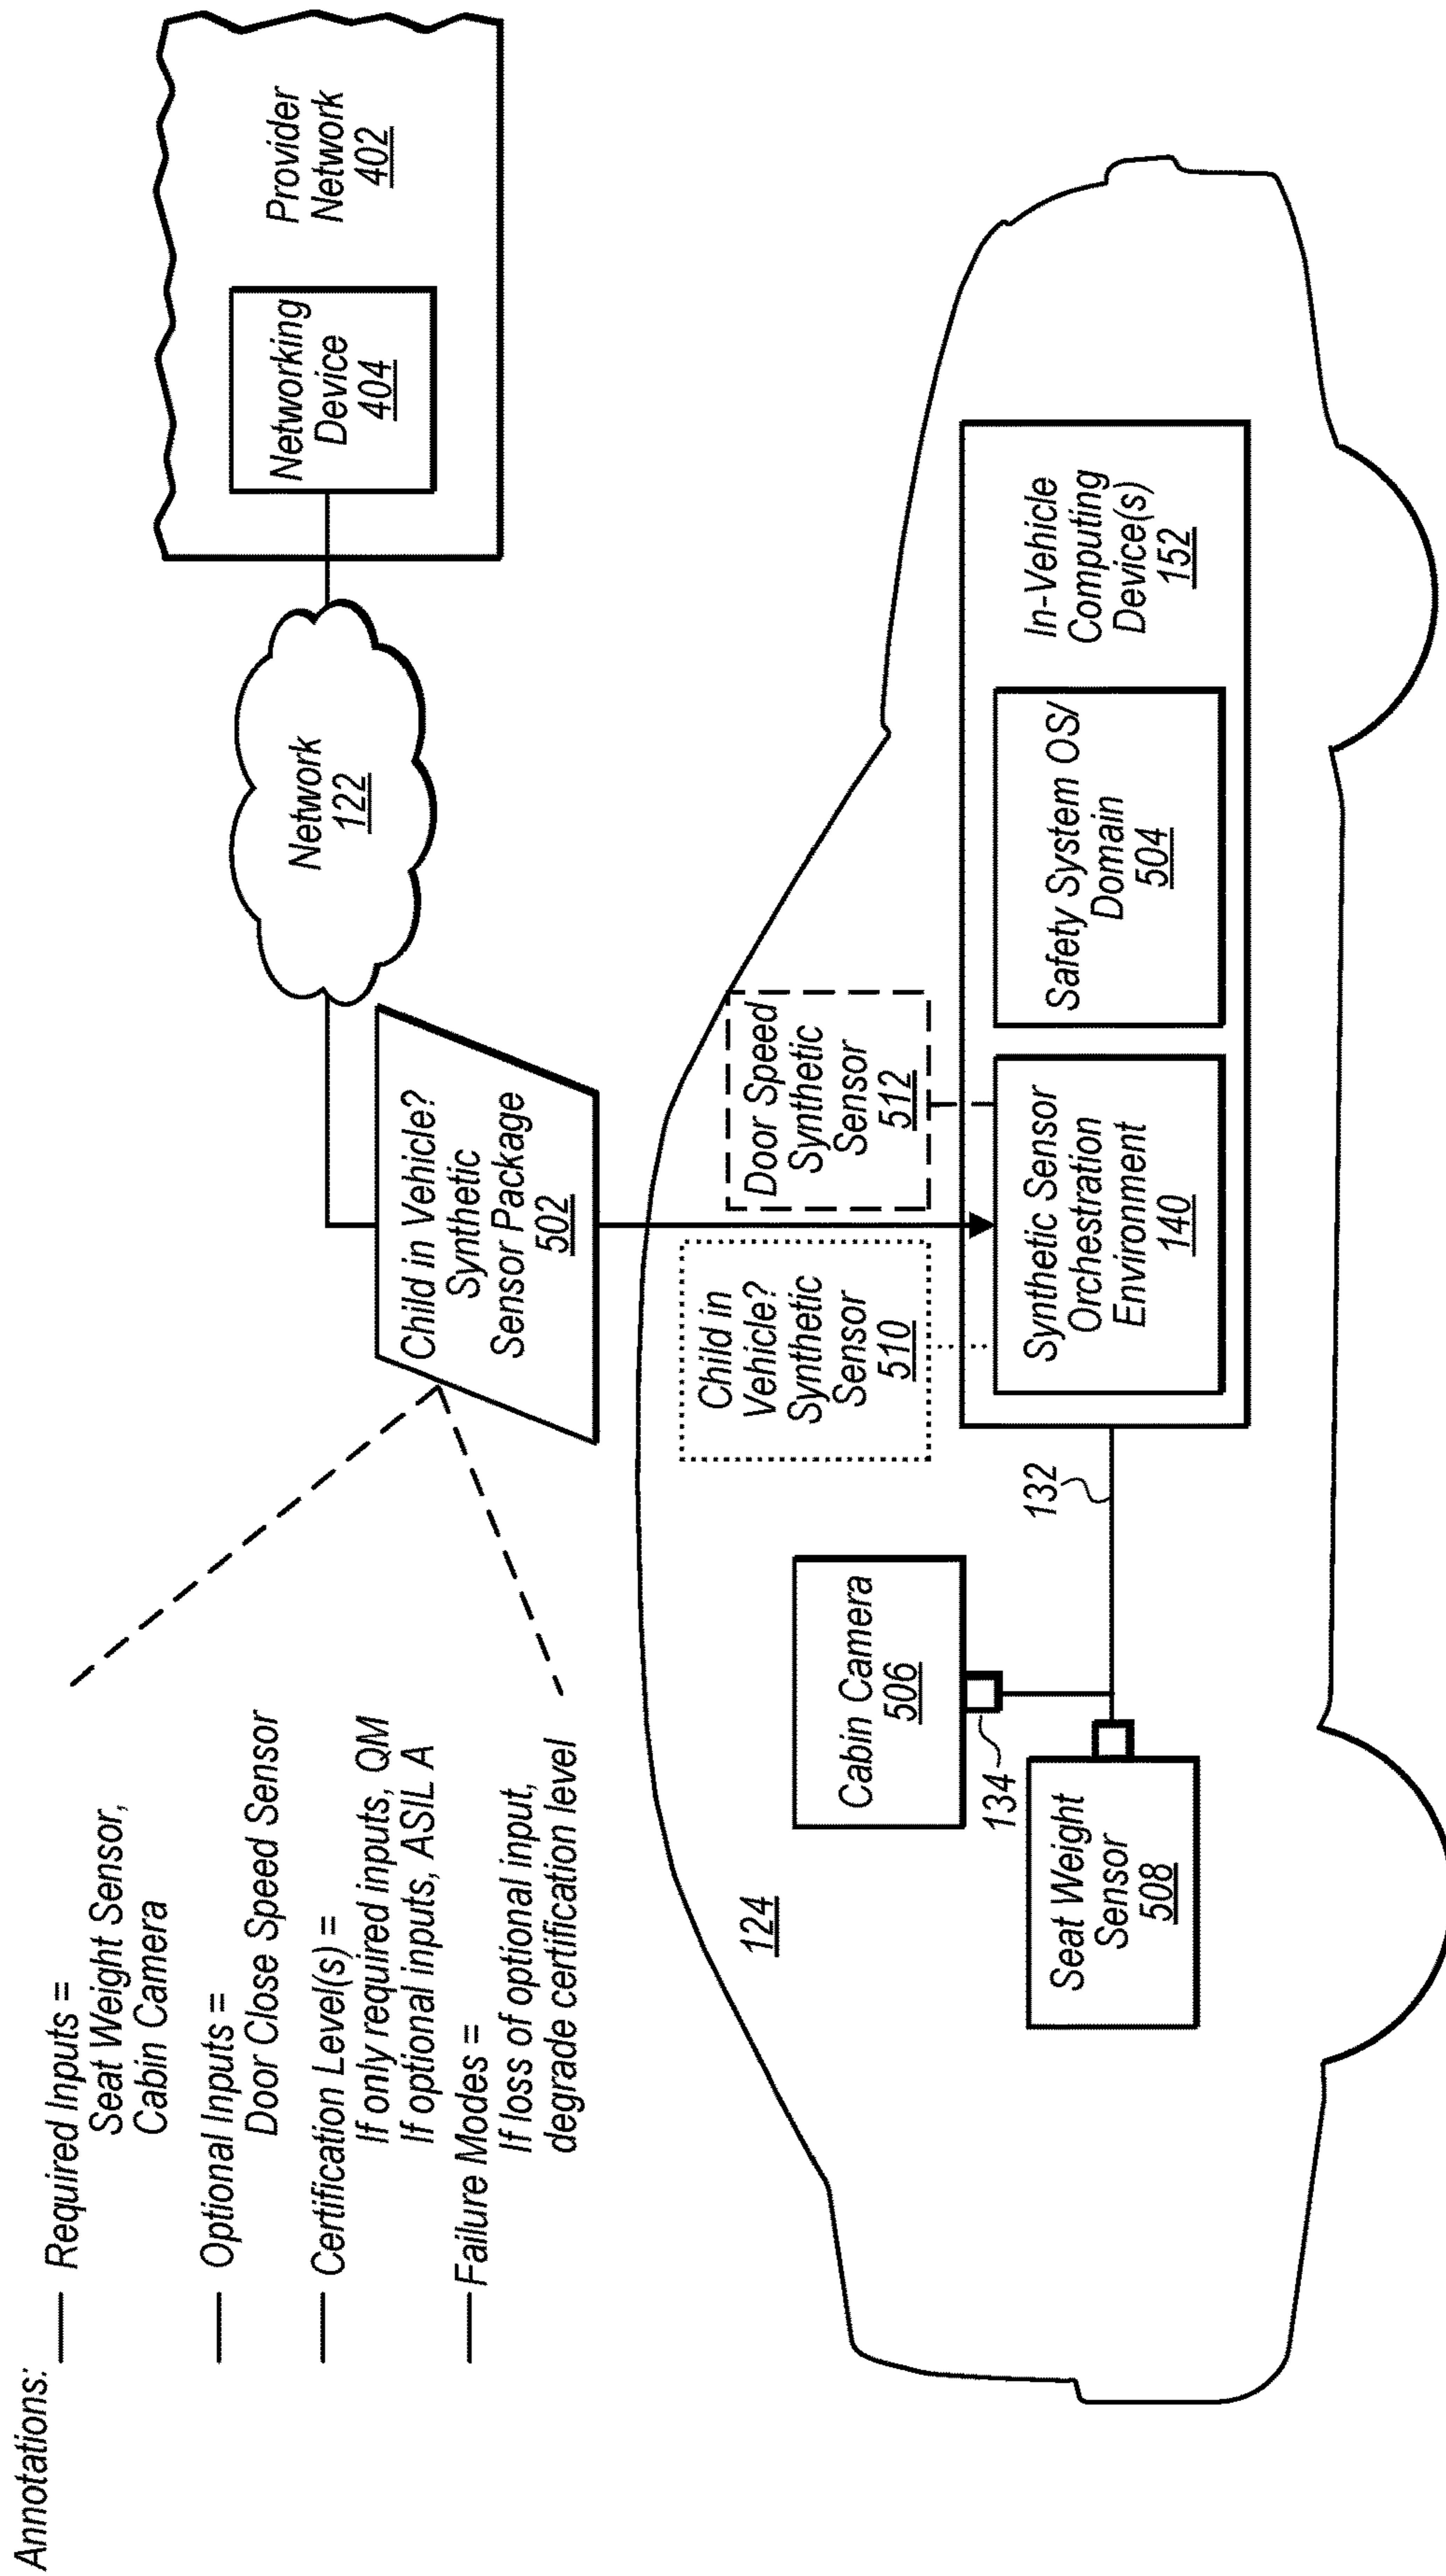 Annotations:
Required Inputs =
Seat Weight Sensor,
Cabin Camera
Optional Inputs =
Door Close Speed Sensor
Certification Level(s) =
If only required inputs, QM
If optional inputs, ASIL A
Failure Modes =
If loss of optional input,
degrade certification level
Child in Vehicle?
Synthetic
Sensor Package
502
Network
122
Networking
Device
404
Provider
Network
402
124
Seat Weight
Sensor
508
134
Cabin Camera
506
132
Child in
Vehicle?
Synthetic
Sensor
510
Door Speed
Synthetic
Sensor
512
Synthetic Sensor
Orchestration
Environment
140
Safety System OS/
Domain
504
In-Vehicle
Computing
Device(s)
152